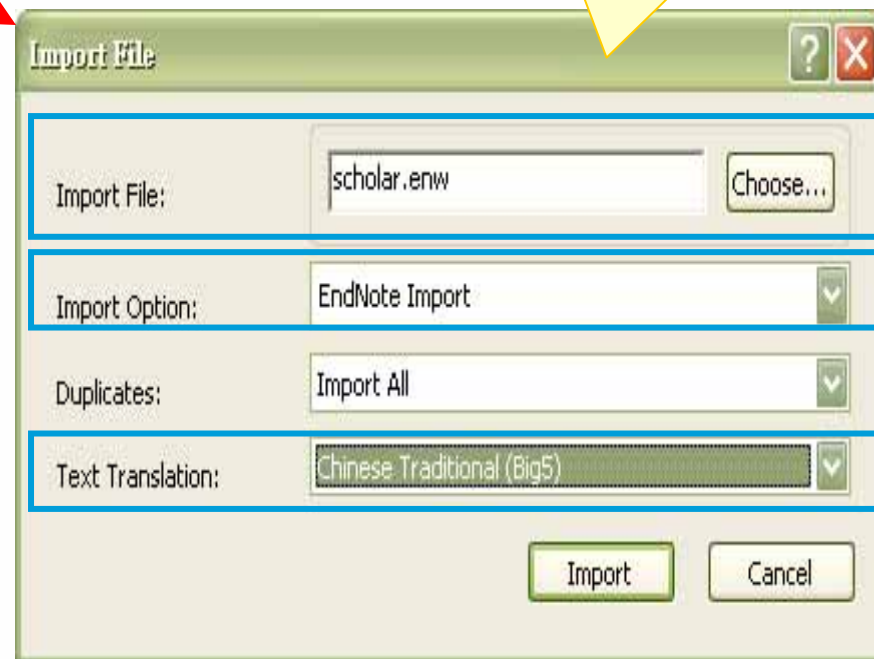 Import File
Import File:
scholar.enw
Choose...
Import Option:
EndNote Import
Duplicates:
Import All
Text Translation:
Chinese Traditional (Big5)
Import
Cancel